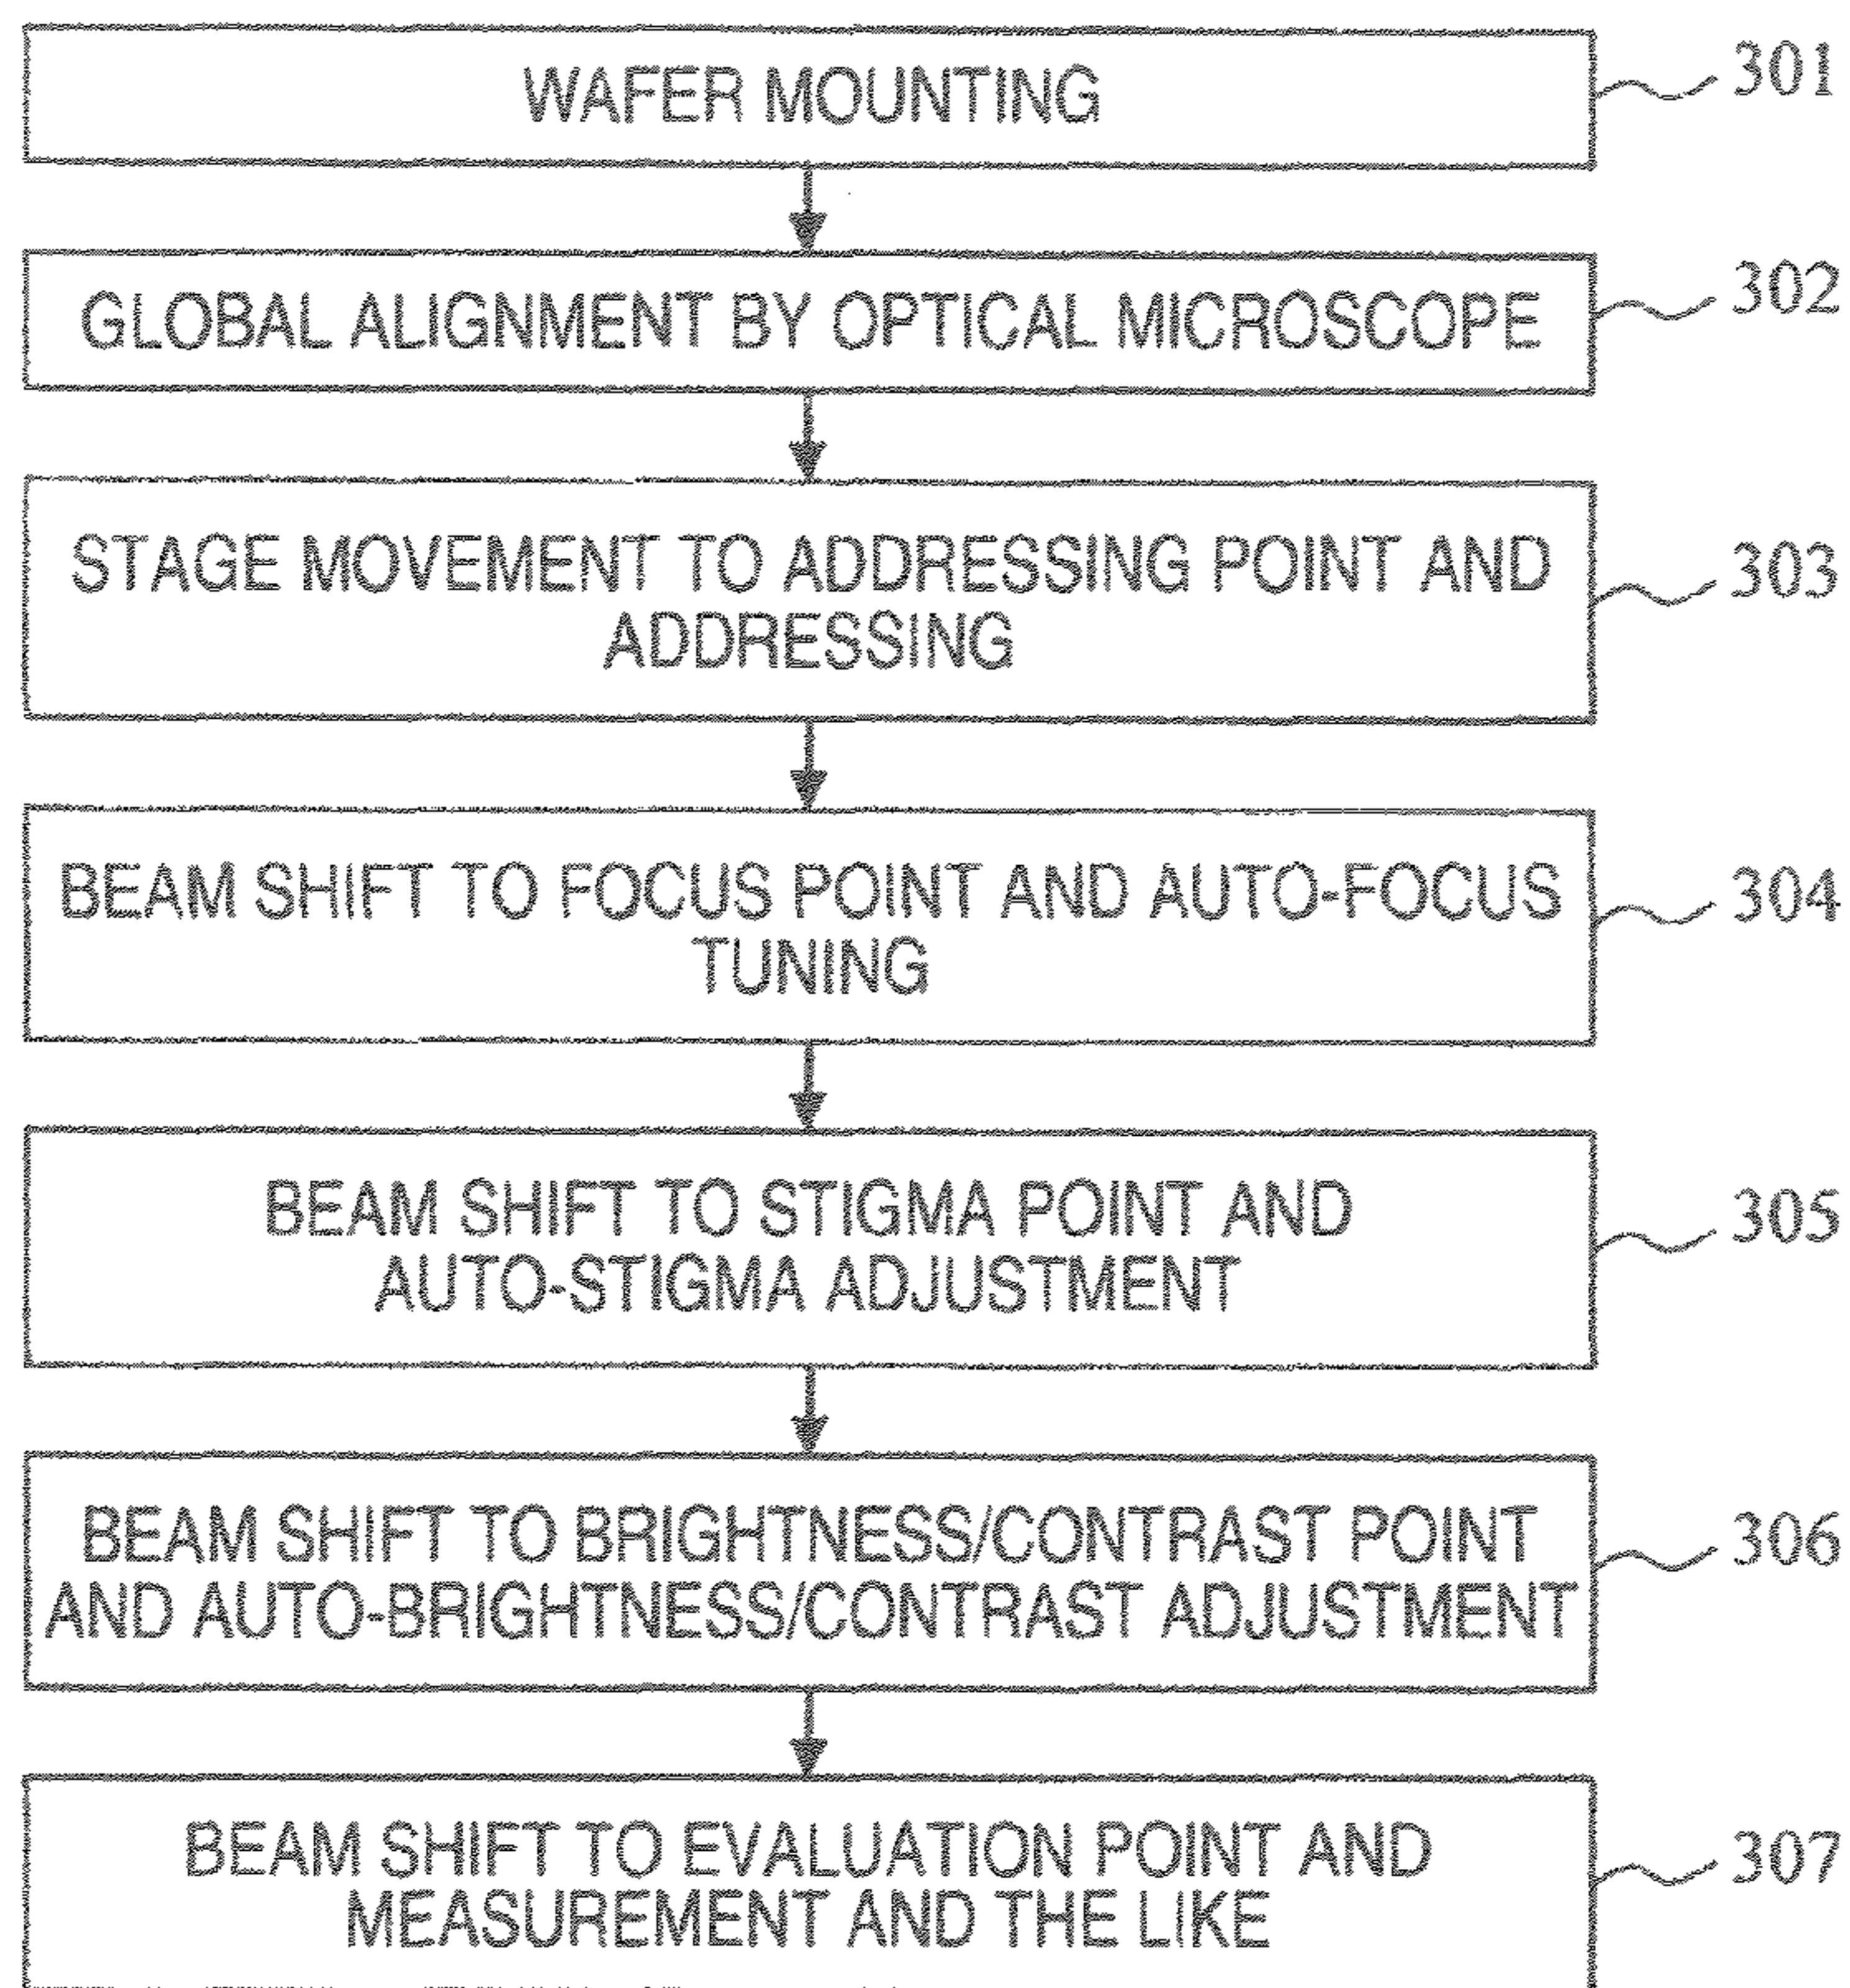 WAFER MOUNTING
301
GLOBAL ALIGNMENT BY OPTICAL MICROSCOPE
302
STAGE MOVEMENT TO ADDRESSING POINT AND
ADDRESSING
303
BEAM SHIFT TO FOCUS POINT AND AUTO-FOCUS
TUNING
304
BEAM SHIFT TO STIGMA POINT AND
AUTO-STIGMA ADJUSTMENT
305
BEAM SHIFT TO BRIGHTNESS/CONTRAST POINT
AND AUTO-BRIGHTNESS/CONTRAST ADJUSTMENT
306
BEAM SHIFT TO EVALUATION POINT AND
MEASUREMENT AND THE LIKE
307